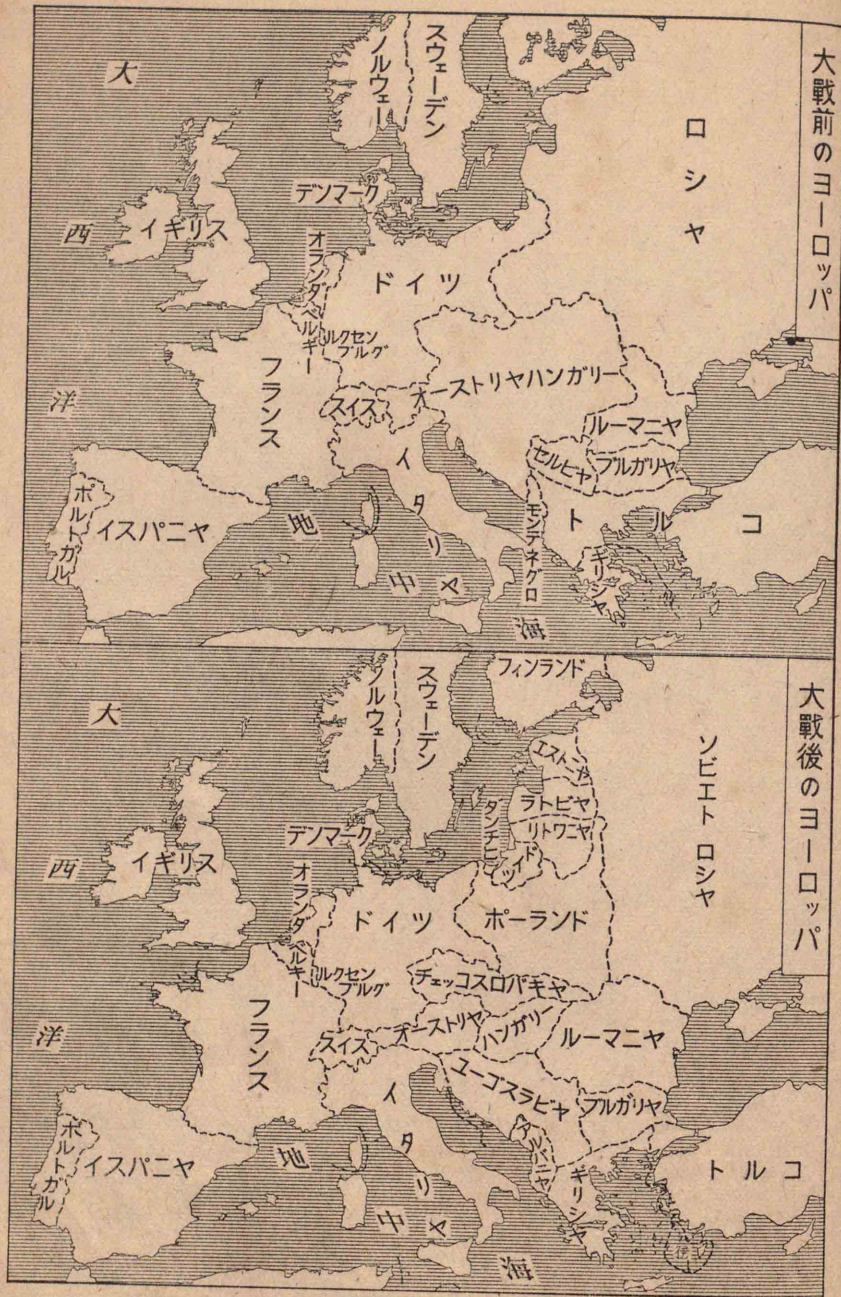 大戰前のヨーロッパ
大
西
洋
ノルウェー
スウェーデン
ロシヤ
デンマーク
イギリス
オランダ
ベルギー
ルクセン
ブルグ
ドイツ
フランス
スイス
オーストリヤハンガリー
ルーマニヤ
セルビヤ
ブルガリヤ
モンテネグロ
トルコ
ギリシヤ
イタリヤ
ポルトガル
イスパニヤ
地
中
海
大戰後のヨーロッパ
大
西
洋
ノルウェー
スウェーデン
フィンランド
ソビエト ロシヤ
エストニヤ
ラトビヤ
リトワニヤ
ダンチヒ
ドイツ
デンマーク
イギリス
オランダ
ベルギー
ルクセン
ブルグ
ドイツ
ポーランド
チェッコスロバキヤ
フランス
スイス
オーストリヤ
ハンガリー
ルーマニヤ
ユーゴスラビヤ
ブルガリヤ
アルバニヤ
ギリシヤ
トルコ
イタリヤ
ポルトガル
イスパニヤ
地
中
海